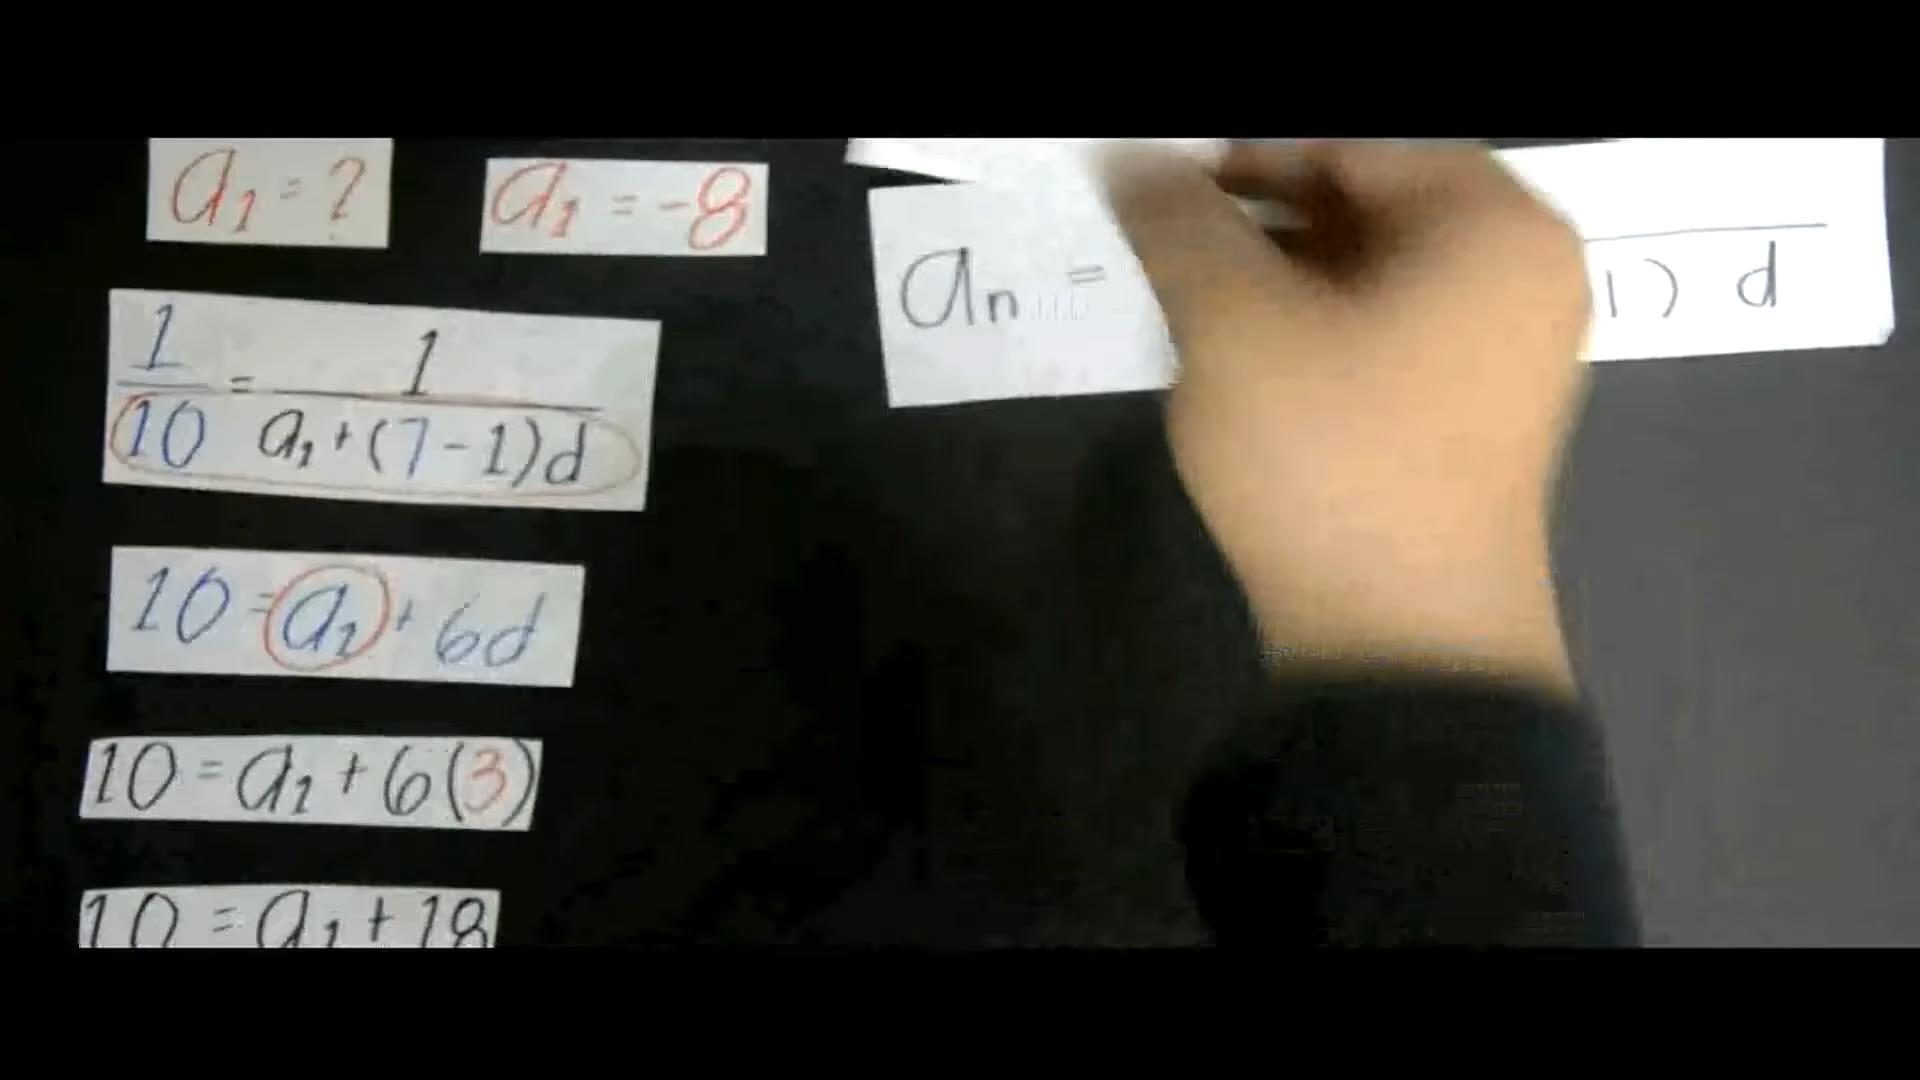 a₁ = ?
a₁ = -8
1/10 = 1/(a₁ + (7 - 1)d)
10 = a₁ + 6d
10 = a₁ + 6(3)
10 = a₁ + 18
aₙ =
1) d